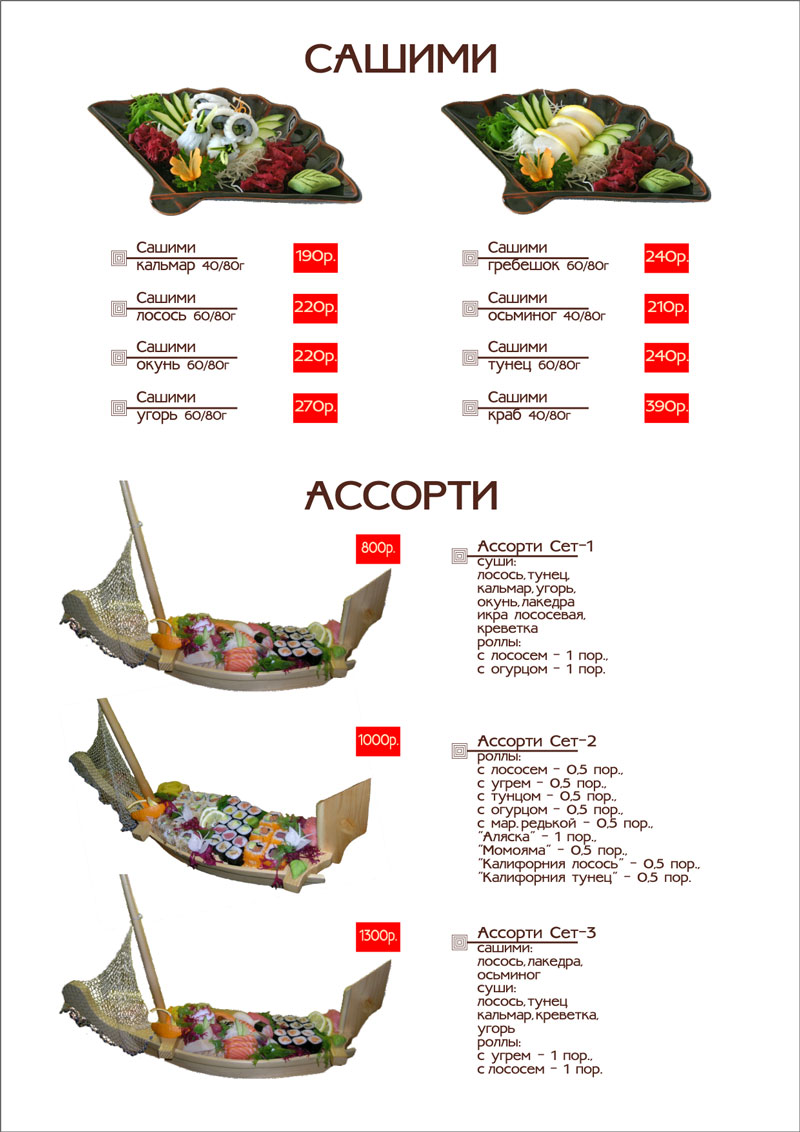 САШИМИ
Сашими
кальмар 40/80г
190р.
Сашими
лосось 60/80г
220р.
Сашими
окунь 60/80г
220р.
Сашими
угорь 60/80г
270р.
Сашими
гребешок 60/80г
240р.
Сашими
осьминог 40/80г
210р.
Сашими
тунец 60/80г
240р.
Сашими
краб 40/80г
390р.
АССОРТИ
800р.
Ассорти Сет-1
суши:
лосось,тунец,
кальмар,угорь,
окунь,лакедра
икра лососевая,
креветка
роллы:
с лососем - 1 пор.,
с огурцом - 1 пор.
1000р.
Ассорти Сет-2
роллы:
с лососем - 0,5 пор.,
с угрем - 0,5 пор.,
с тунцом - 0,5 пор.,
с огурцом - 0,5 пор.,
с мар.редькой - 0,5 пор.,
"Аляска" - 1 пор.,
"Момояма" - 0,5 пор.,
"Калифорния лосось" - 0,5 пор.,
"Калифорния тунец" - 0,5 пор.
1300р.
Ассорти Сет-3
сашими:
лосось,лакедра,
осьминог
суши:
лосось,тунец
кальмар,креветка,
угорь
роллы:
с угрем - 1 пор.,
с лососем - 1 пор.